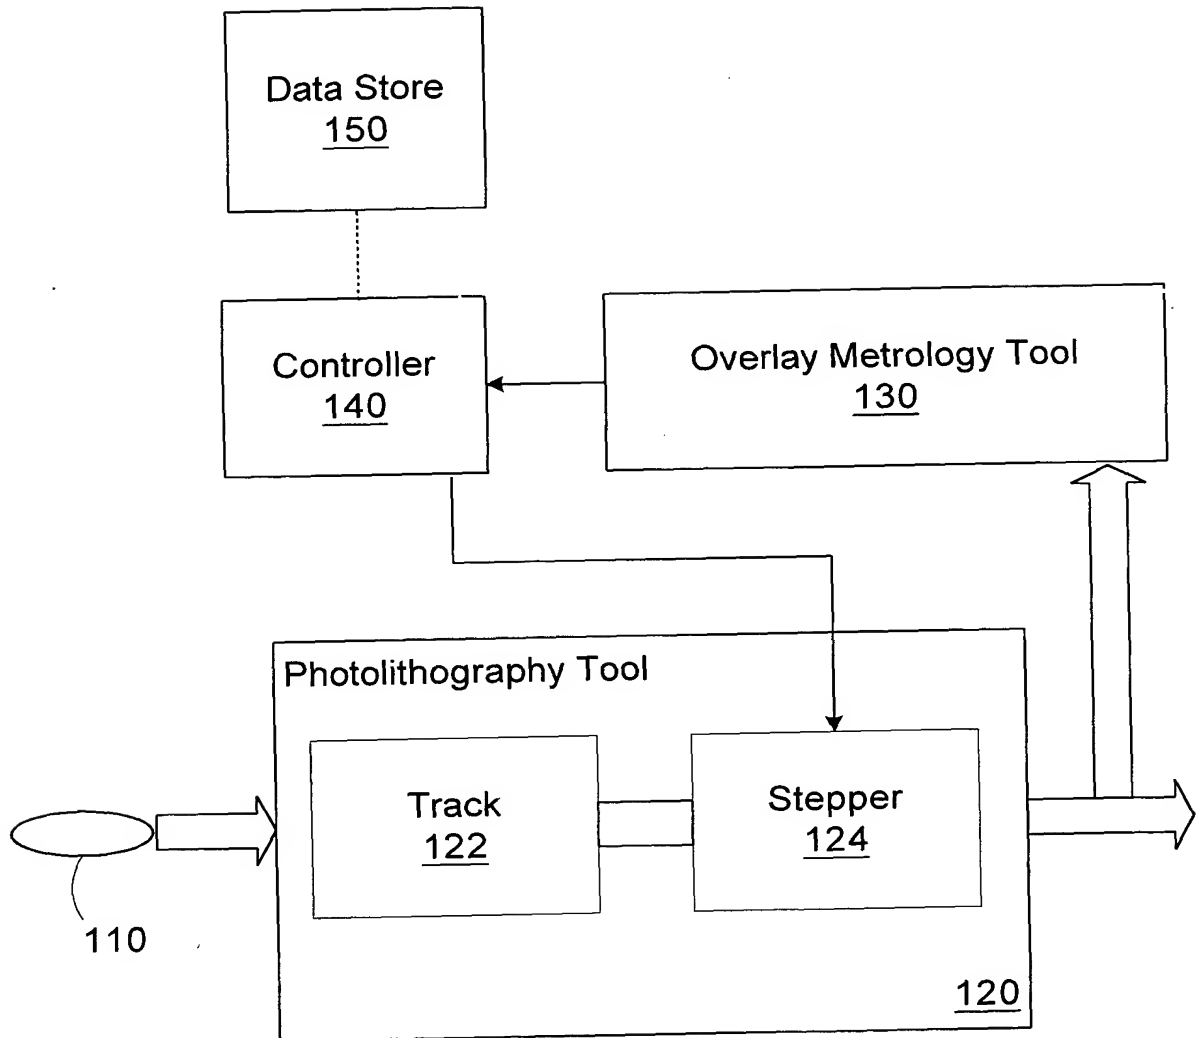 Data Store
150
Controller
140
Overlay Metrology Tool
130
Photolithography Tool
Track
122
Stepper
124
110
120